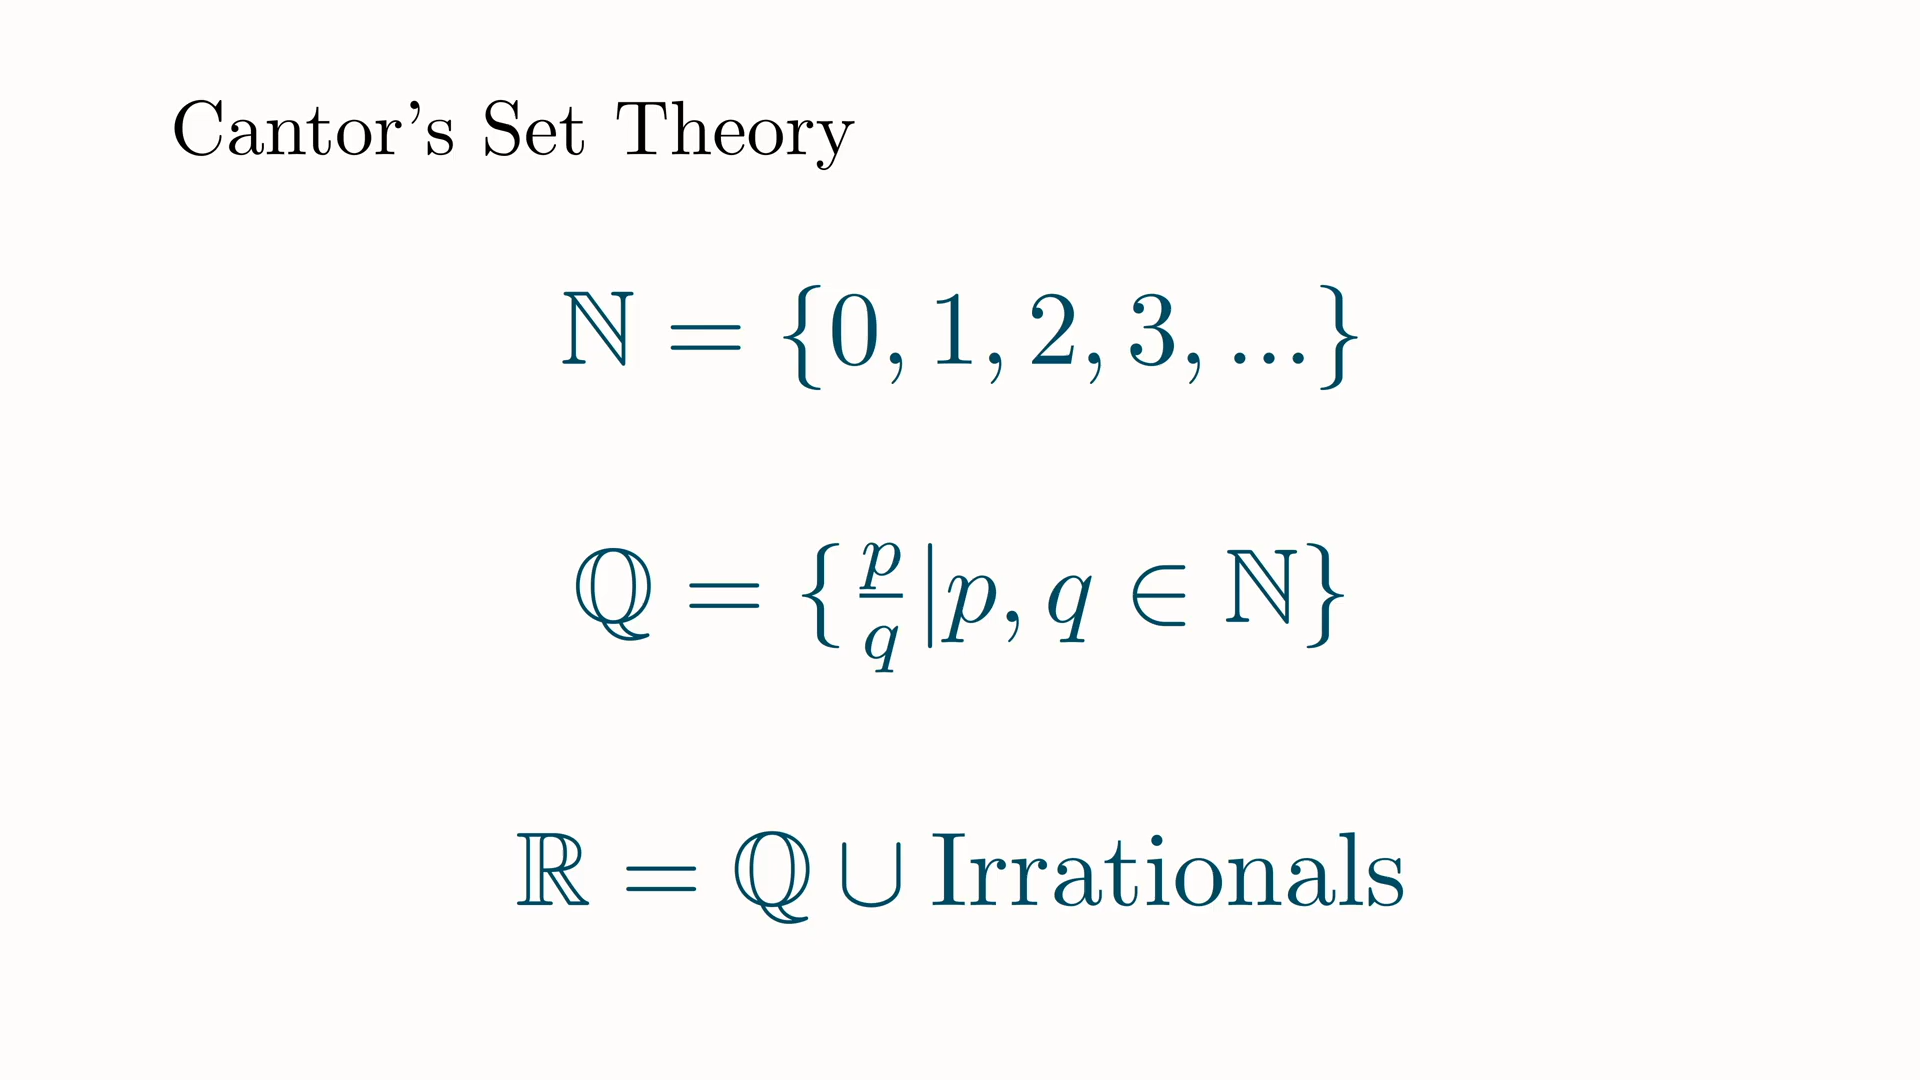 Cantor's Set Theory
ℕ = {0, 1, 2, 3, ...}
ℚ = {p/q | p, q ∈ ℕ}
ℝ = ℚ ∪ Irrationals